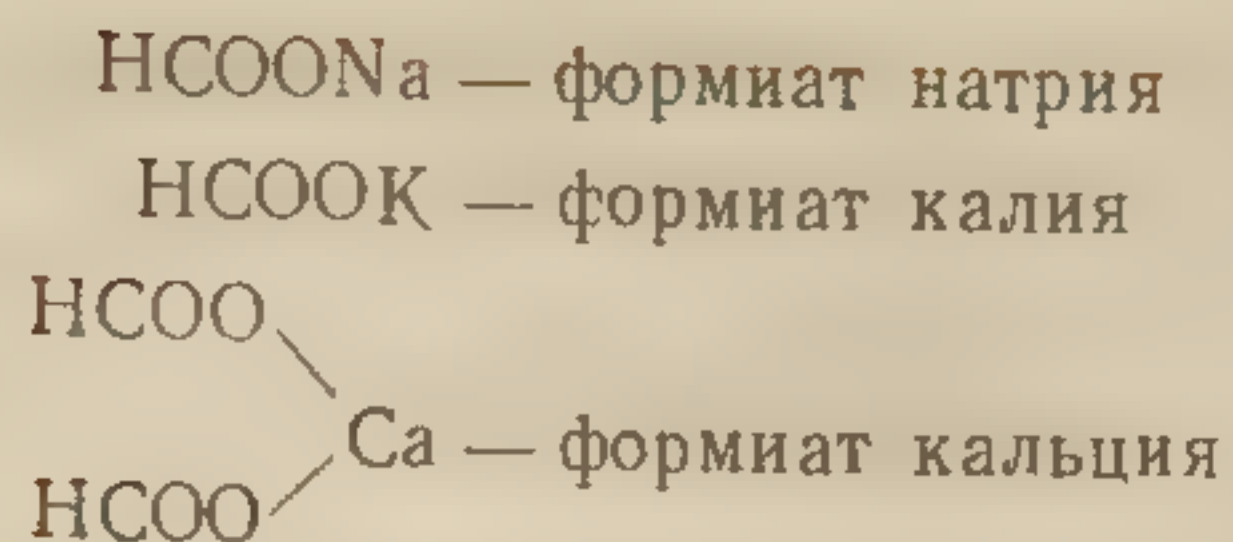 HCOONa — формиат натрия
HCOOK — формиат калия
HCOO
Ca — формиат кальция
HCOO